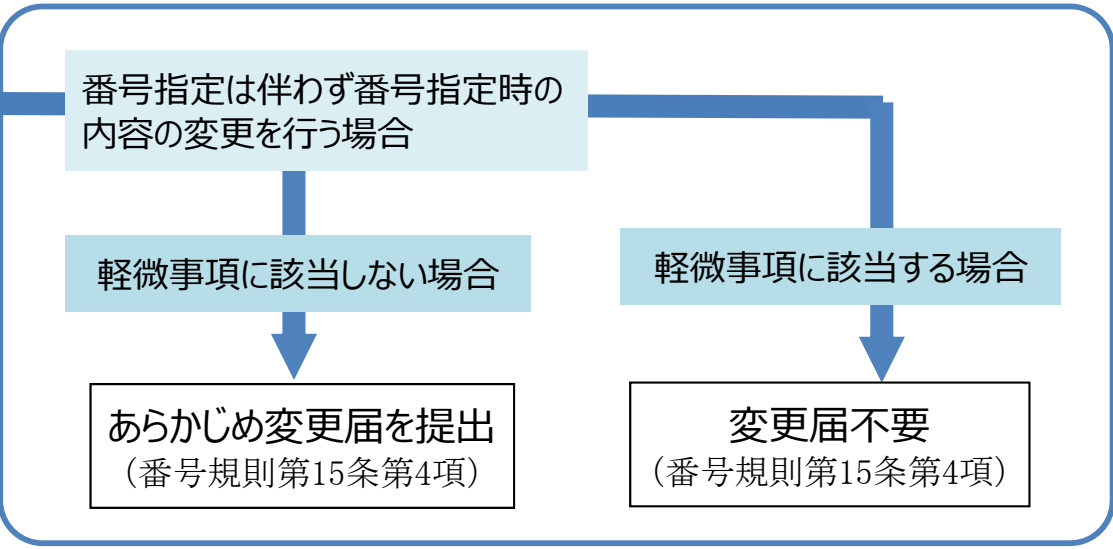 番号指定は伴わず番号指定時の
内容の変更を行う場合
軽微事項に該当しない場合
軽微事項に該当する場合
あらかじめ変更届を提出
（番号規則第15条第4項）
変更届不要
（番号規則第15条第4項）